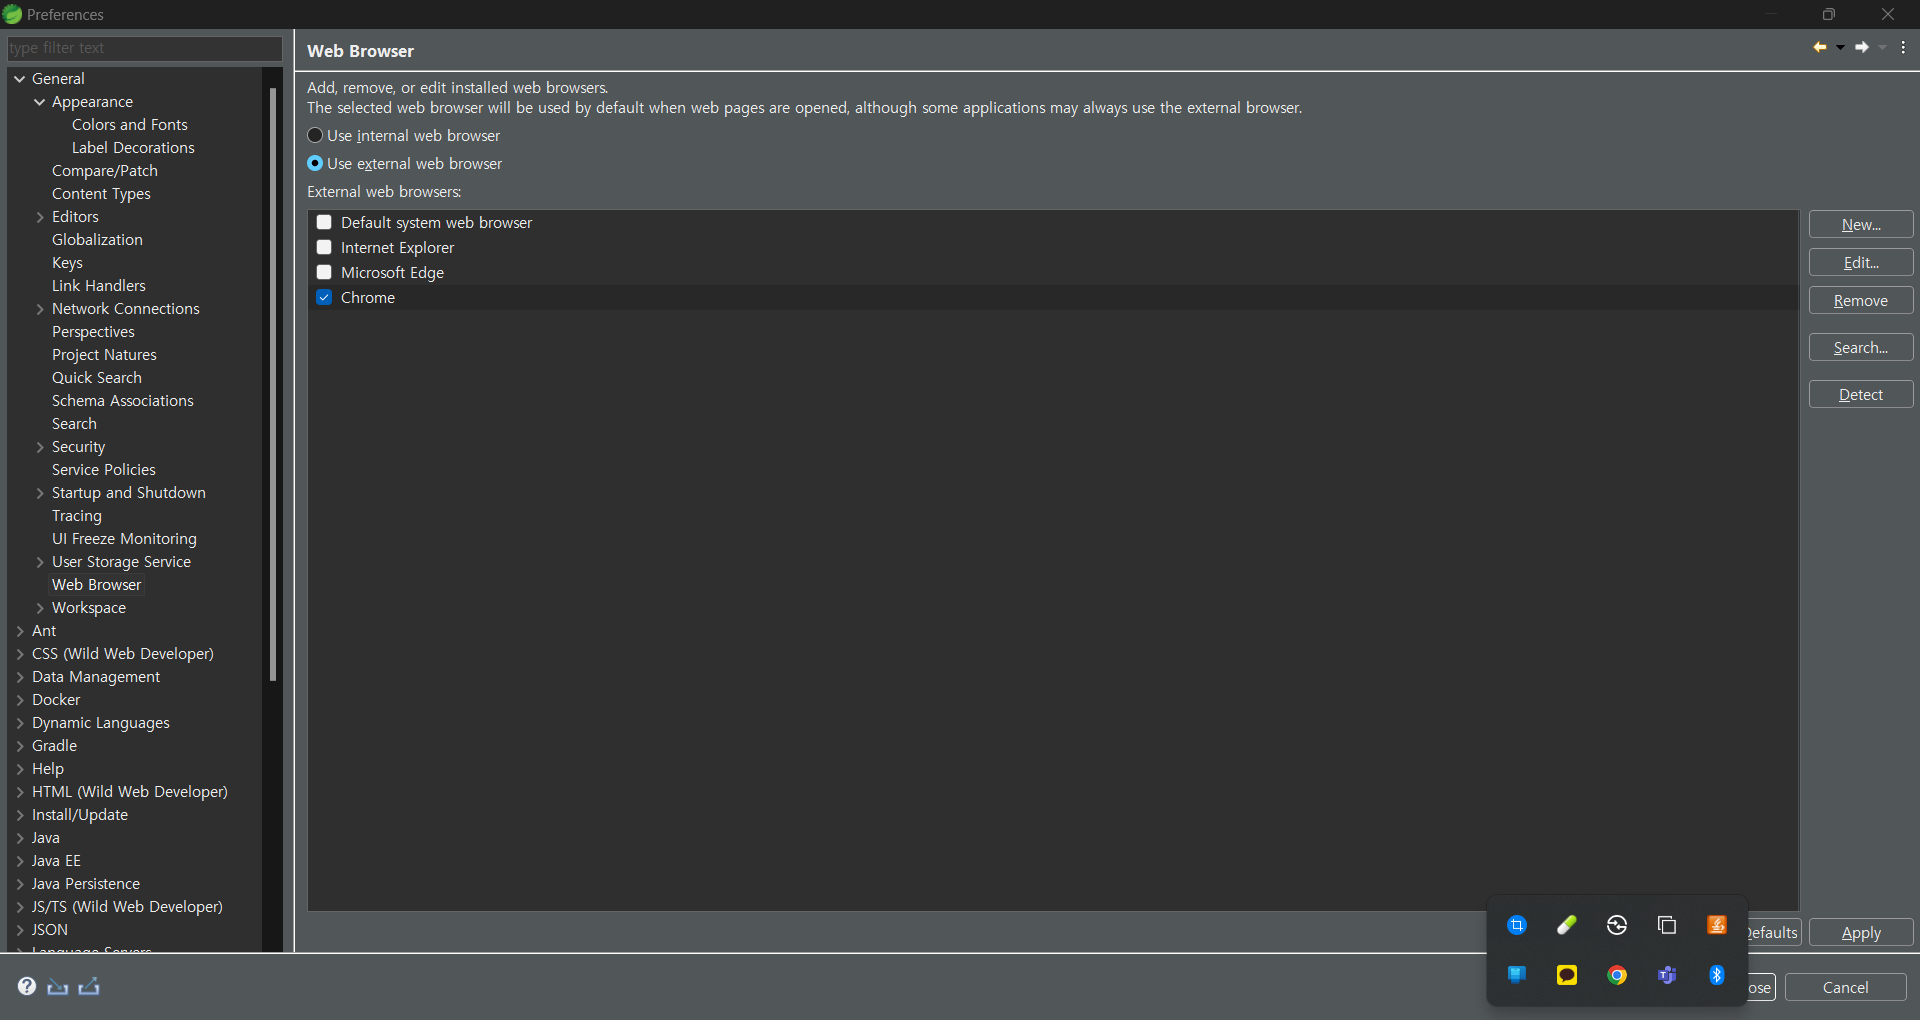 Preferences
type filter text
General
Appearance
Colors and Fonts
Label Decorations
Compare/Patch
Content Types
Editors
Globalization
Keys
Link Handlers
Network Connections
Perspectives
Project Natures
Quick Search
Schema Associations
Search
Security
Service Policies
Startup and Shutdown
Tracing
UI Freeze Monitoring
User Storage Service
Web Browser
Workspace
Ant
CSS (Wild Web Developer)
Data Management
Docker
Dynamic Languages
Gradle
Help
HTML (Wild Web Developer)
Install/Update
Java
Java EE
Java Persistence
JS/TS (Wild Web Developer)
JSON
Language Servers
Web Browser
Add, remove, or edit installed web browsers.
The selected web browser will be used by default when web pages are opened, although some applications may always use the external browser.
Use internal web browser
Use external web browser
External web browsers:
Default system web browser
Internet Explorer
Microsoft Edge
Chrome
New...
Edit...
Remove
Search...
Detect
efaults
Apply
ose
Cancel